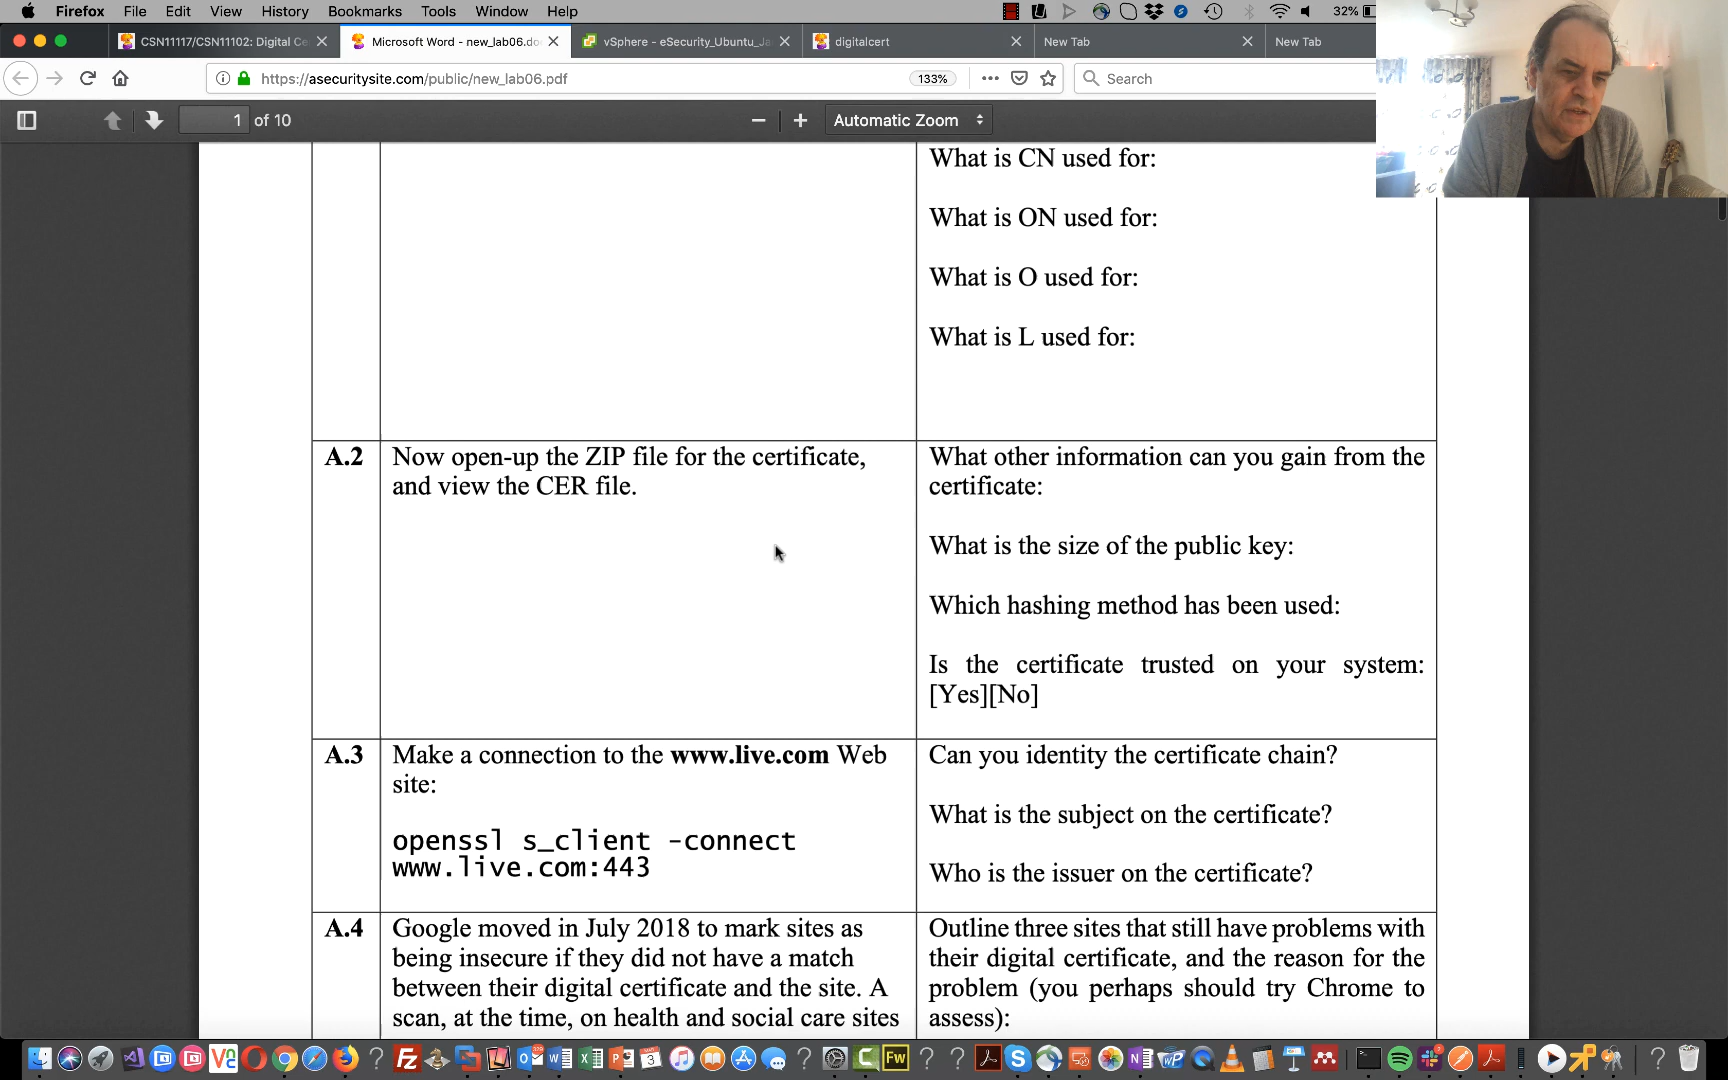 Firefox File Edit View History Bookmarks Tools Window Help 32%
CSN11117/CSN11102: Digital Ce
Microsoft Word - new_lab06.do
vSphere - eSecurity_Ubuntu_Ja
digitalcert
New Tab
New Tab
https://asecuritysite.com/public/new_lab06.pdf
133%
Search
1 of 10
Automatic Zoom
What is CN used for:
What is ON used for:
What is O used for:
What is L used for:
A.2
Now open-up the ZIP file for the certificate,
and view the CER file.
What other information can you gain from the
certificate:
What is the size of the public key:
Which hashing method has been used:
Is the certificate trusted on your system:
[Yes][No]
A.3
Make a connection to the www.live.com Web
site:
openssl s_client -connect
www.live.com:443
Can you identity the certificate chain?
What is the subject on the certificate?
Who is the issuer on the certificate?
A.4
Google moved in July 2018 to mark sites as
being insecure if they did not have a match
between their digital certificate and the site. A
scan, at the time, on health and social care sites
Outline three sites that still have problems with
their digital certificate, and the reason for the
problem (you perhaps should try Chrome to
assess):